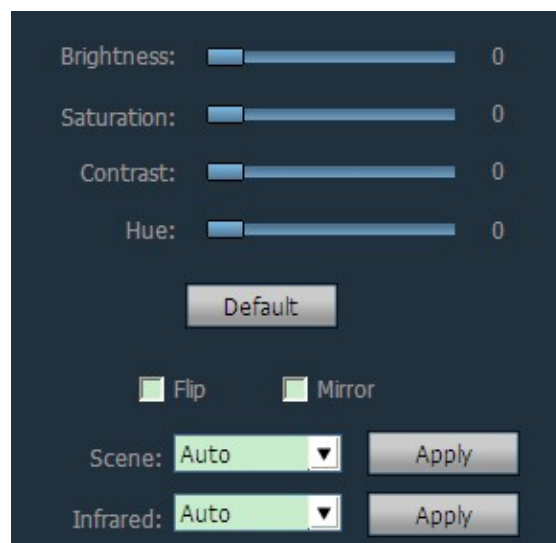 Brightness: 0
Saturation: 0
Contrast: 0
Hue: 0
Default
Flip Mirror
Scene: Auto Apply
Infrared: Auto Apply